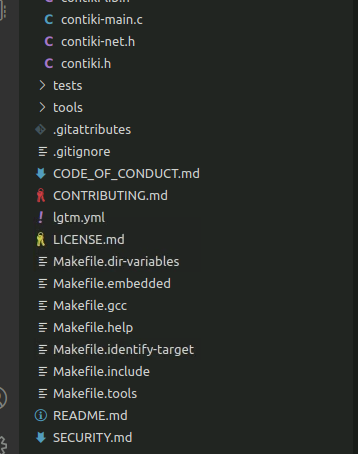 contiki-main.c
contiki-net.h
contiki.h
tests
tools
.gitattributes
.gitignore
CODE_OF_CONDUCT.md
CONTRIBUTING.md
lgtm.yml
LICENSE.md
Makefile.dir-variables
Makefile.embedded
Makefile.gcc
Makefile.help
Makefile.identify-target
Makefile.include
Makefile.tools
README.md
SECURITY.md